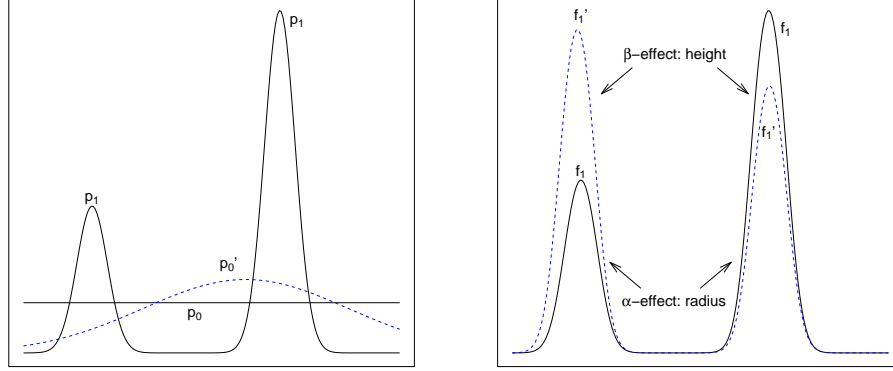 p₁
p₁
p₀'
p₀
f₁'
f₁
β−effect: height
f₁'
f₁
α−effect: radius